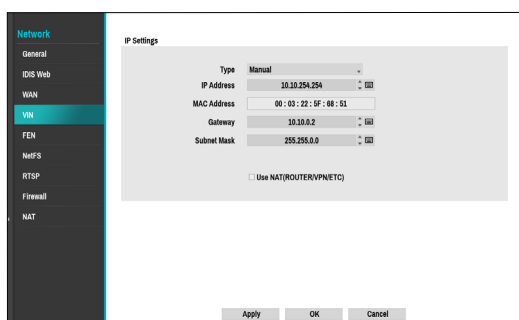 Network
General
IDIS Web
WAN
VIN
FEN
NetFS
RTSP
Firewall
NAT
IP Settings
Type Manual
IP Address 10.10.254.254
MAC Address 00 : 03 : 22 : 5F : 68 : 51
Gateway 10.10.0.2
Subnet Mask 255.255.0.0
Use NAT(ROUTER/VPN/ETC)
Apply OK Cancel